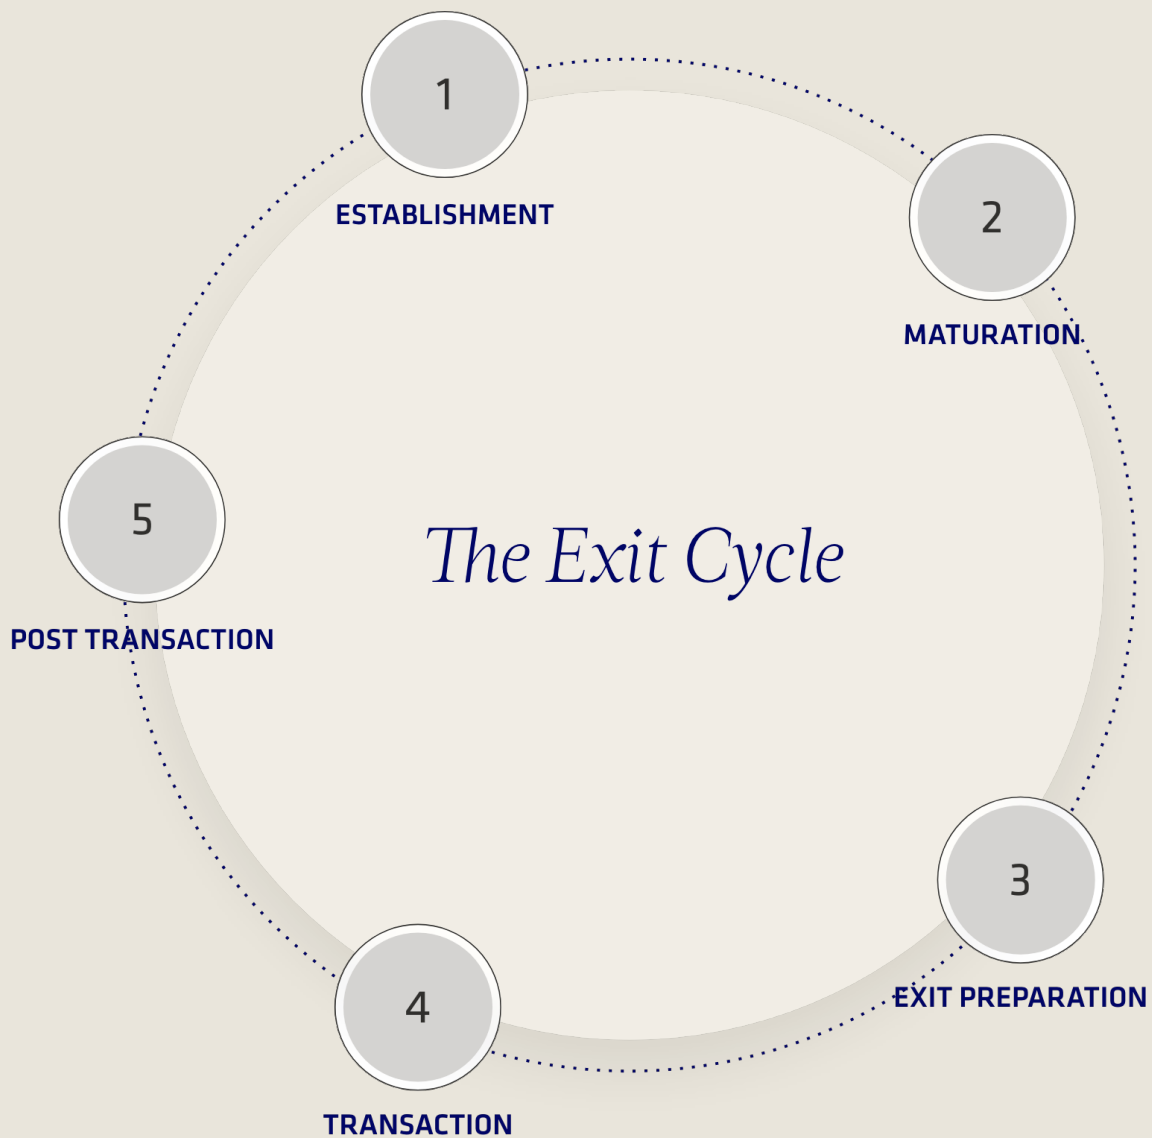 1
ESTABLISHMENT
2
MATURATION
The Exit Cycle
5
POST TRANSACTION
3
EXIT PREPARATION
4
TRANSACTION